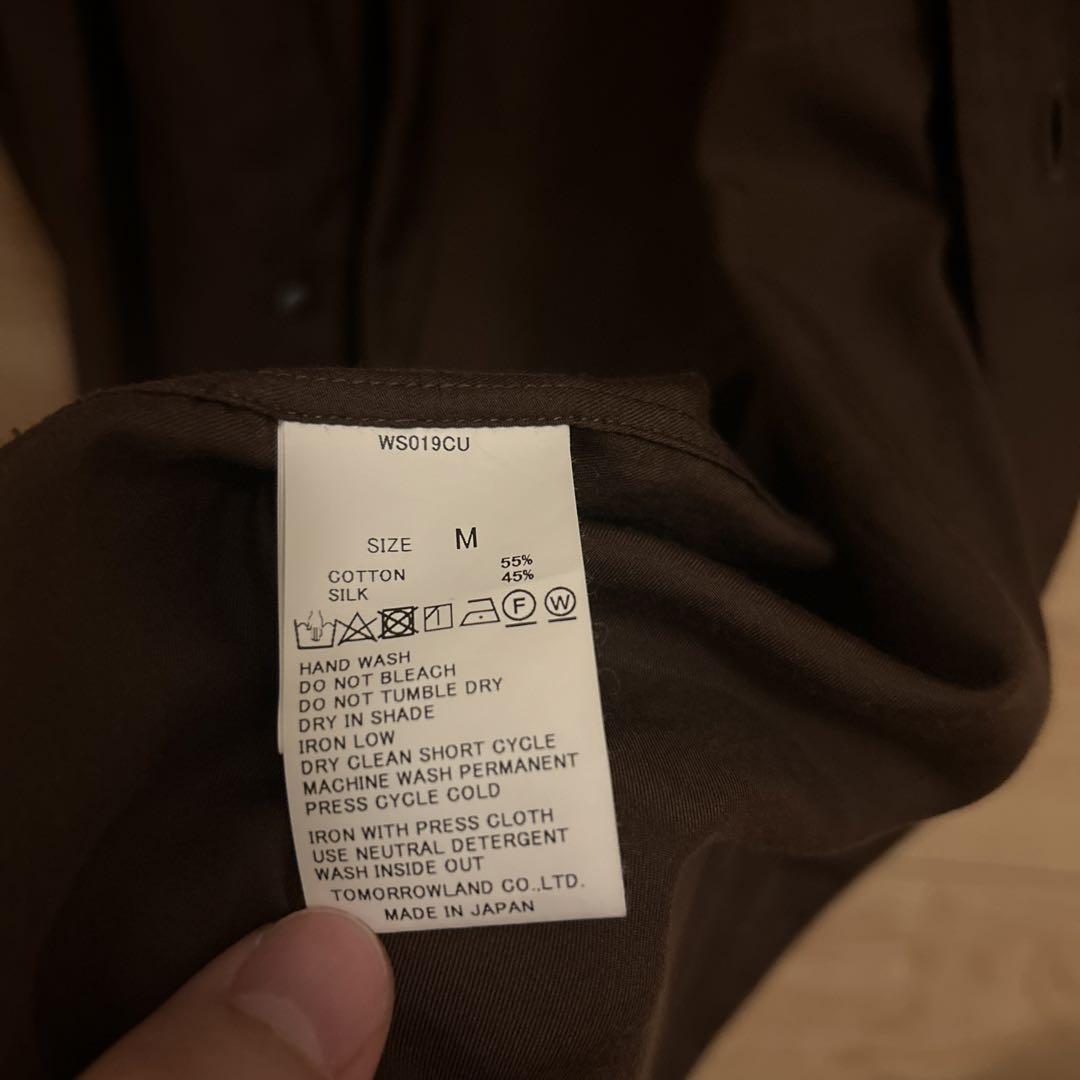 WS019CU
SIZE M
COTTON 55%
SILK 45%
F W
HAND WASH
DO NOT BLEACH
DO NOT TUMBLE DRY
DRY IN SHADE
IRON LOW
DRY CLEAN SHORT CYCLE
MACHINE WASH PERMANENT
PRESS CYCLE COLD
IRON WITH PRESS CLOTH
USE NEUTRAL DETERGENT
WASH INSIDE OUT
TOMORROWLAND CO.,LTD.
MADE IN JAPAN